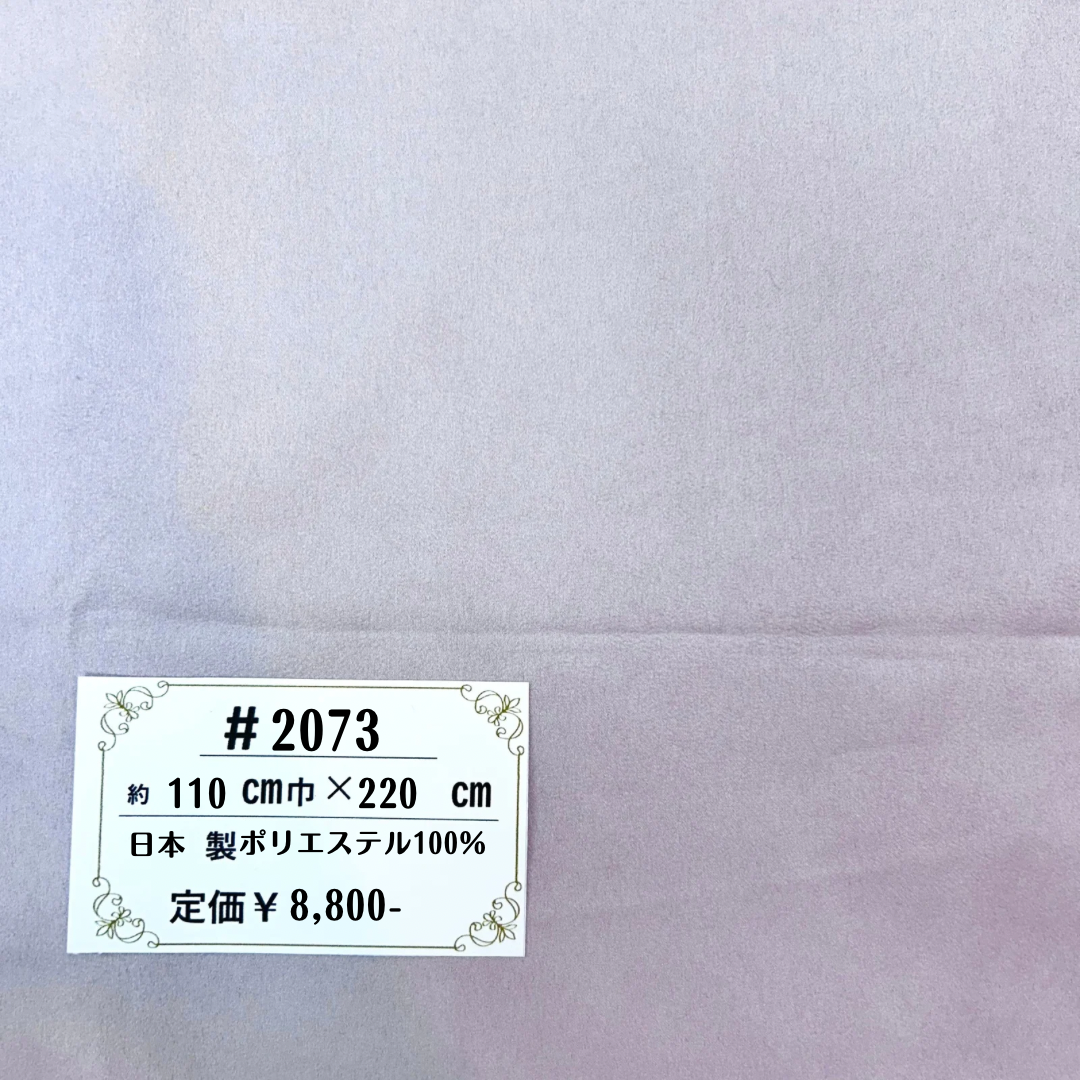 #2073
約 110 cm巾×220 cm
日本 製ポリエステル100%
定価¥8,800-